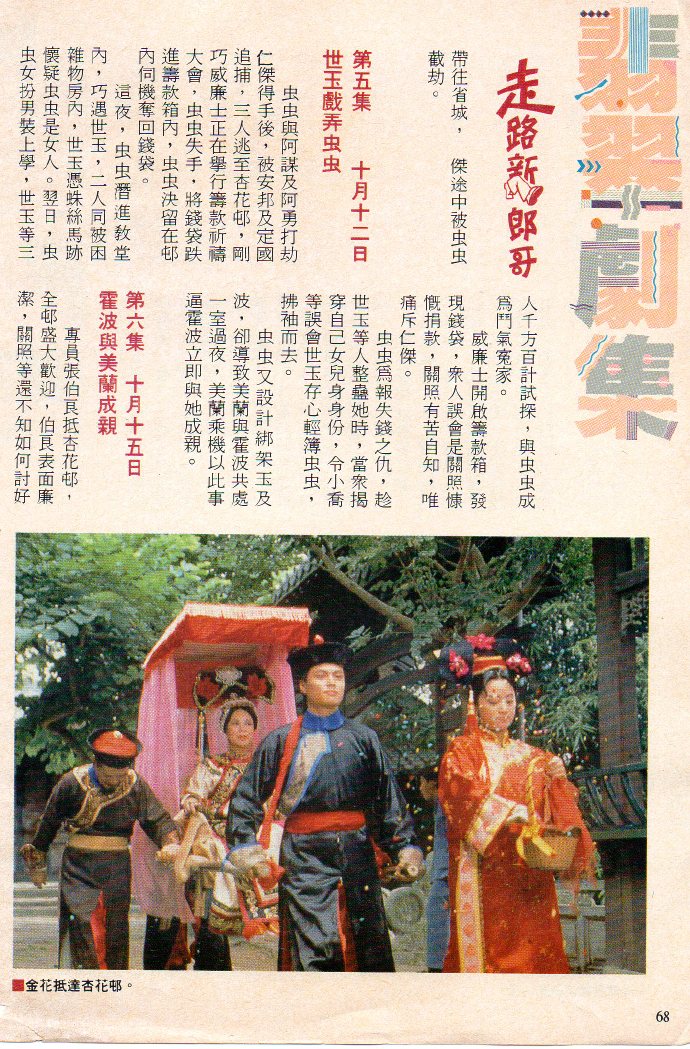 翡翠劇集
走路新郎哥
帶往省城，　傑途中被虫虫
截劫。
第五集　十月十二日
世玉戲弄虫虫
虫虫與阿謀及阿勇打劫
仁傑得手後，被安邦及定國
追捕，三人逃至杏花邨，剛
巧威廉士正在舉行籌款祈禱
大會，虫虫失手，將錢袋跌
進籌款箱內，虫虫決留在邨
內伺機奪回錢袋。
這夜，虫虫潛進敎堂
內，巧遇世玉，二人同被困
雜物房內，世玉憑蛛絲馬跡
懷疑虫虫是女人。翌日，虫
虫女扮男裝上學，世玉等三
人千方百計試探，與虫虫成
爲鬥氣寃家。
威廉士開啟籌款箱，發
現錢袋，衆人誤會是關照慷
慨捐款，關照有苦自知，唯
痛斥仁傑。
虫虫爲報失錢之仇，趁
世玉等人整蠱她時，當衆揭
穿自己女兒身身份，令小喬
等誤會世玉存心輕簿虫虫，
拂袖而去。
虫虫又設計綁架玉及
波，卻導致美蘭與霍波共處
一室過夜，美蘭乘機以此事
逼霍波立即與她成親。
第六集　十月十五日
霍波與美蘭成親
專員張伯良抵杏花邨，
全邨盛大歡迎，伯良表面廉
潔，關照等還不知如何討好
■金花抵達杏花邨。
68